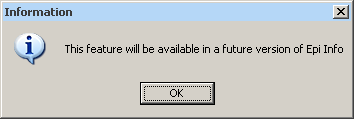 Information
This feature will be available in a future version of Epi Info
OK